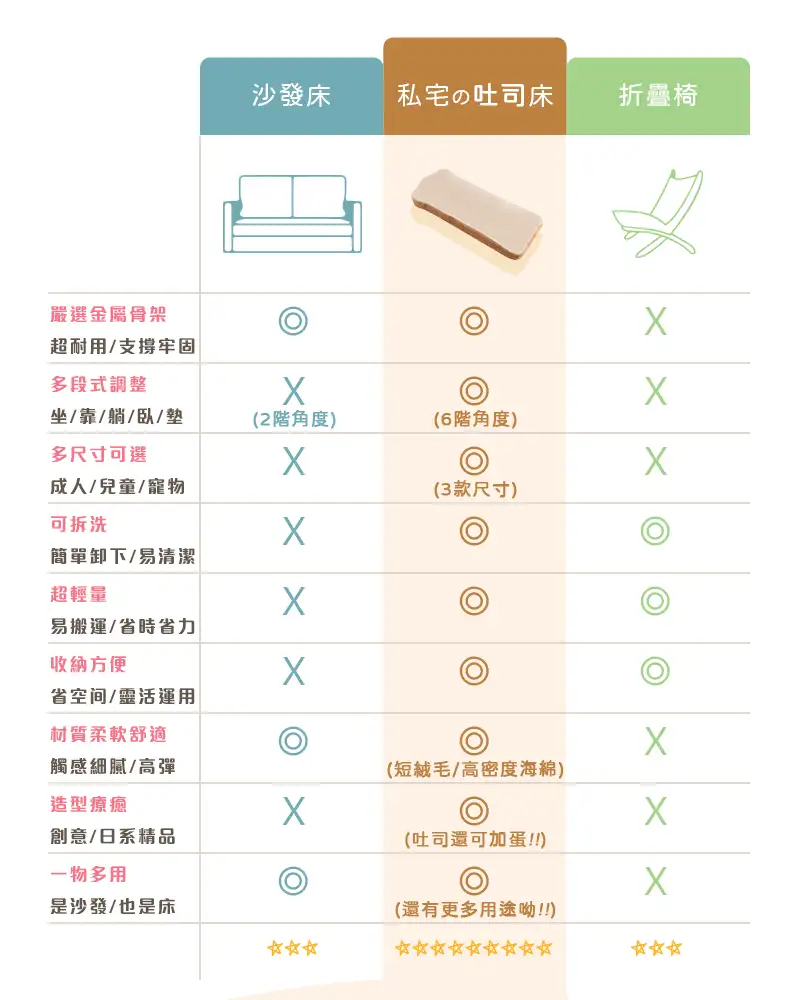 沙發床
私宅の吐司床
折疊椅
嚴選金屬骨架
超耐用/支撐牢固
◎
◎
X
多段式調整
坐/靠/躺/臥/墊
X
(2階角度)
◎
(6階角度)
X
多尺寸可選
成人/兒童/寵物
X
◎
(3款尺寸)
X
可拆洗
簡單卸下/易清潔
X
◎
◎
超輕量
易搬運/省時省力
X
◎
◎
收納方便
省空间/靈活運用
X
◎
◎
材質柔軟舒適
觸感細膩/高彈
◎
◎
(短絨毛/高密度海綿)
X
造型療癒
創意/日系精品
X
◎
(吐司還可加蛋!!)
X
一物多用
是沙發/也是床
◎
◎
(還有更多用途呦!!)
X